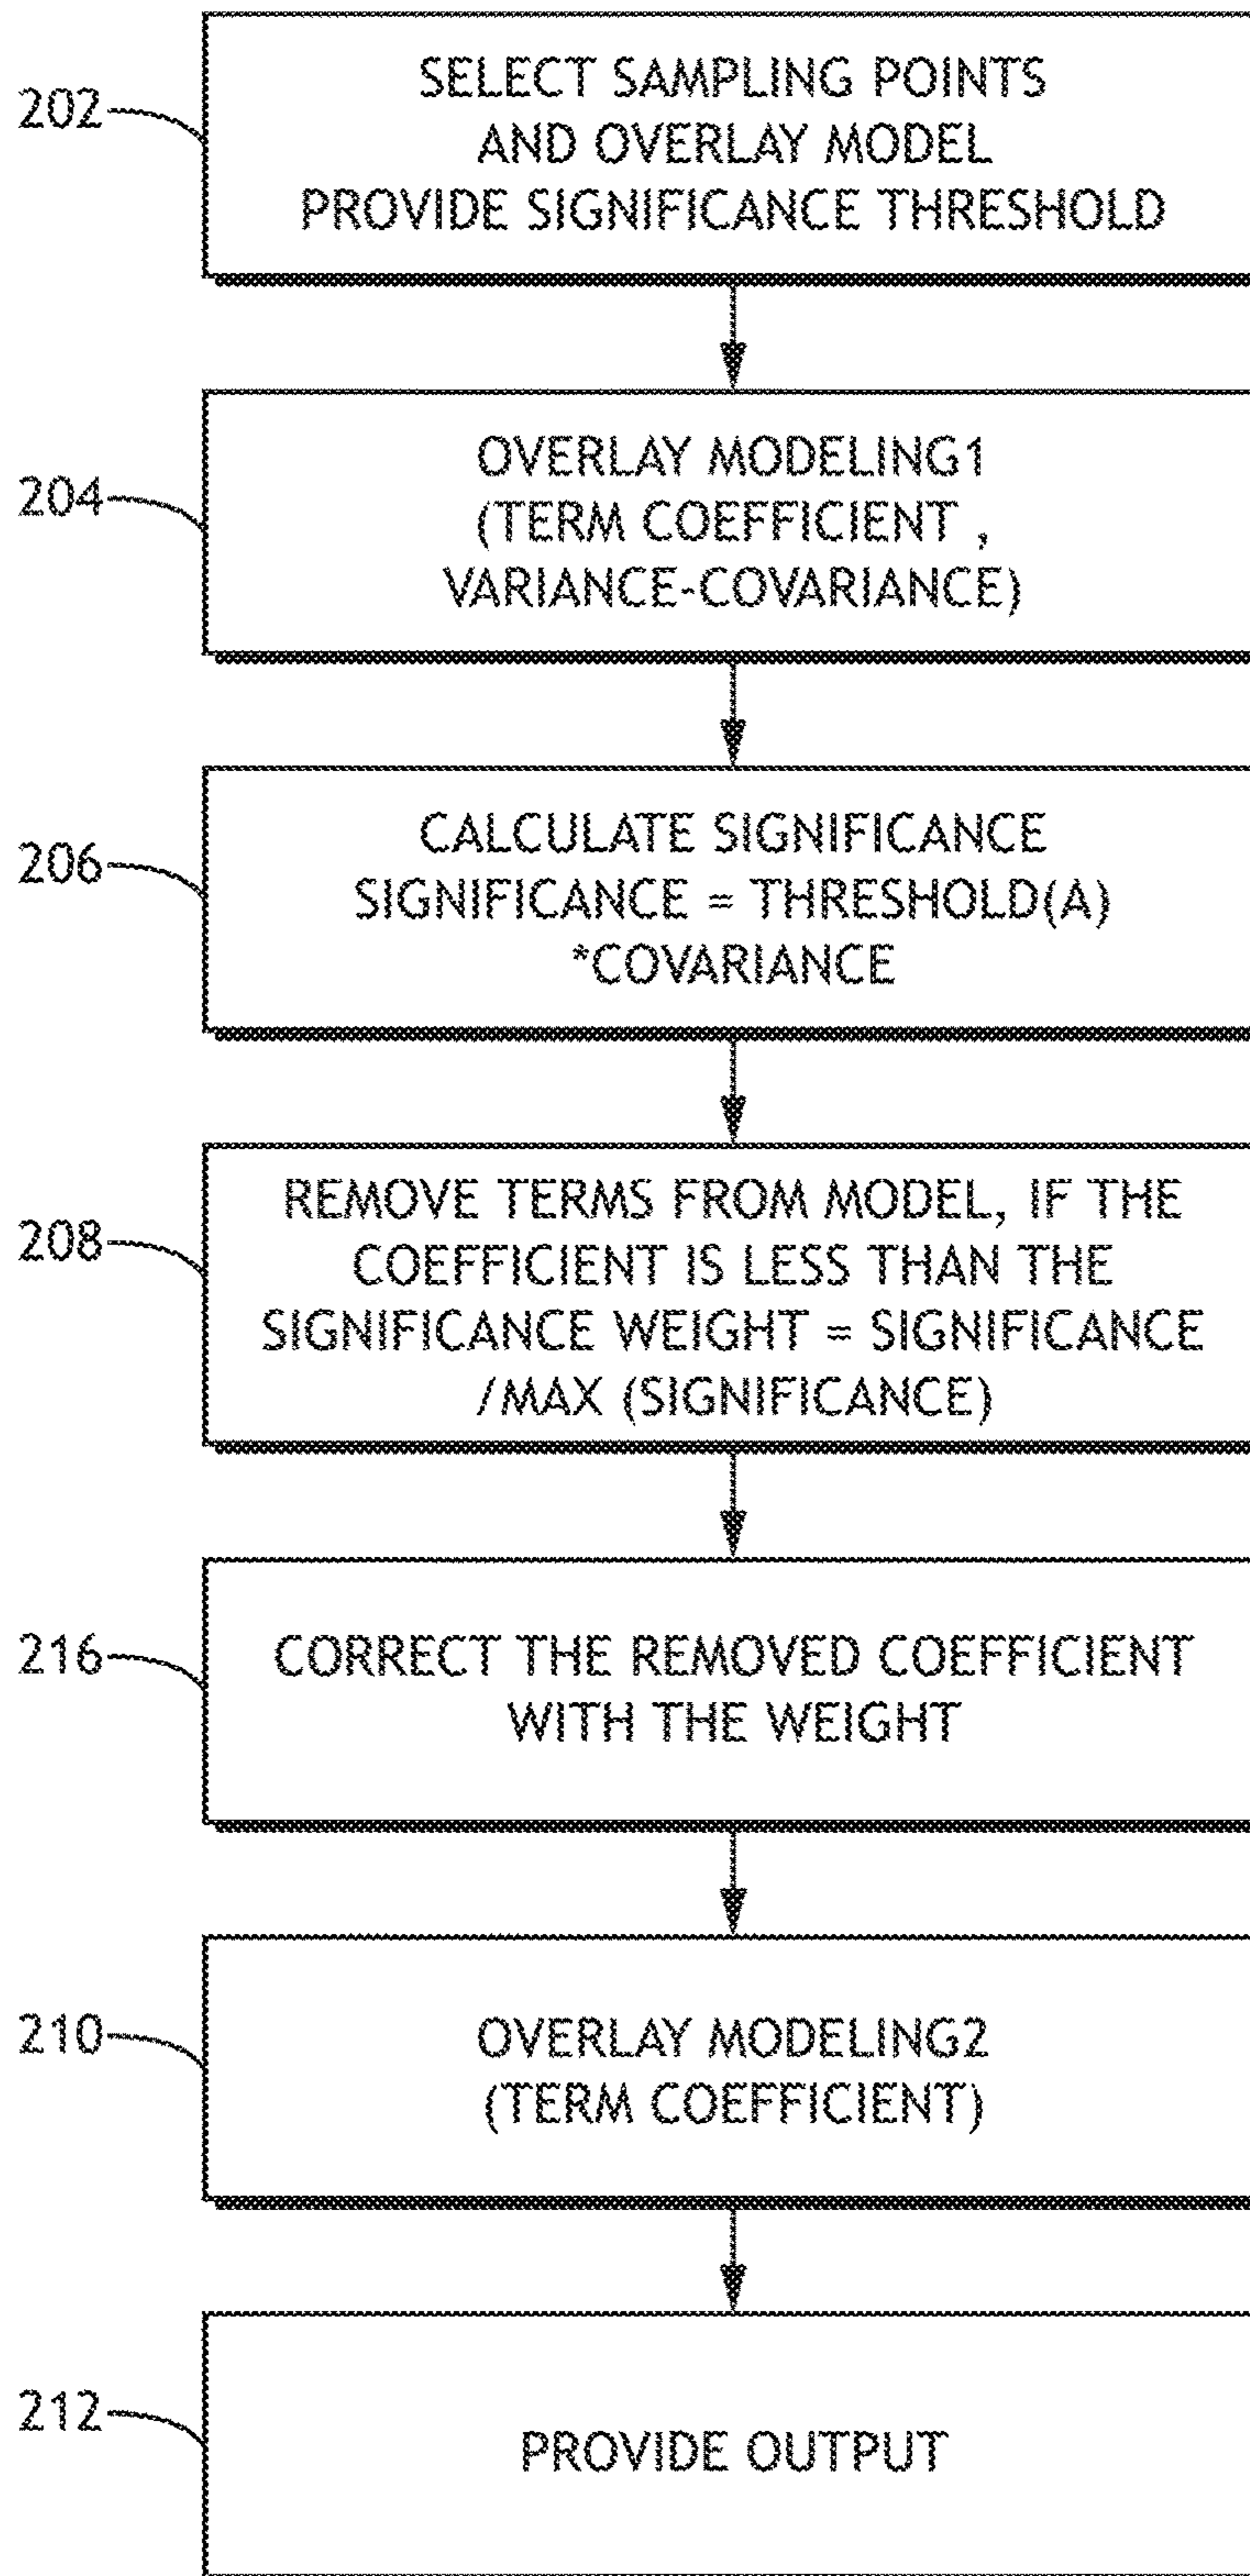 202
SELECT SAMPLING POINTS
AND OVERLAY MODEL
PROVIDE SIGNIFICANCE THRESHOLD
204
OVERLAY MODELING1
(TERM COEFFICIENT ,
VARIANCE-COVARIANCE)
206
CALCULATE SIGNIFICANCE
SIGNIFICANCE = THRESHOLD(A)
*COVARIANCE
208
REMOVE TERMS FROM MODEL, IF THE
COEFFICIENT IS LESS THAN THE
SIGNIFICANCE WEIGHT = SIGNIFICANCE
/MAX (SIGNIFICANCE)
216
CORRECT THE REMOVED COEFFICIENT
WITH THE WEIGHT
210
OVERLAY MODELING2
(TERM COEFFICIENT)
212
PROVIDE OUTPUT